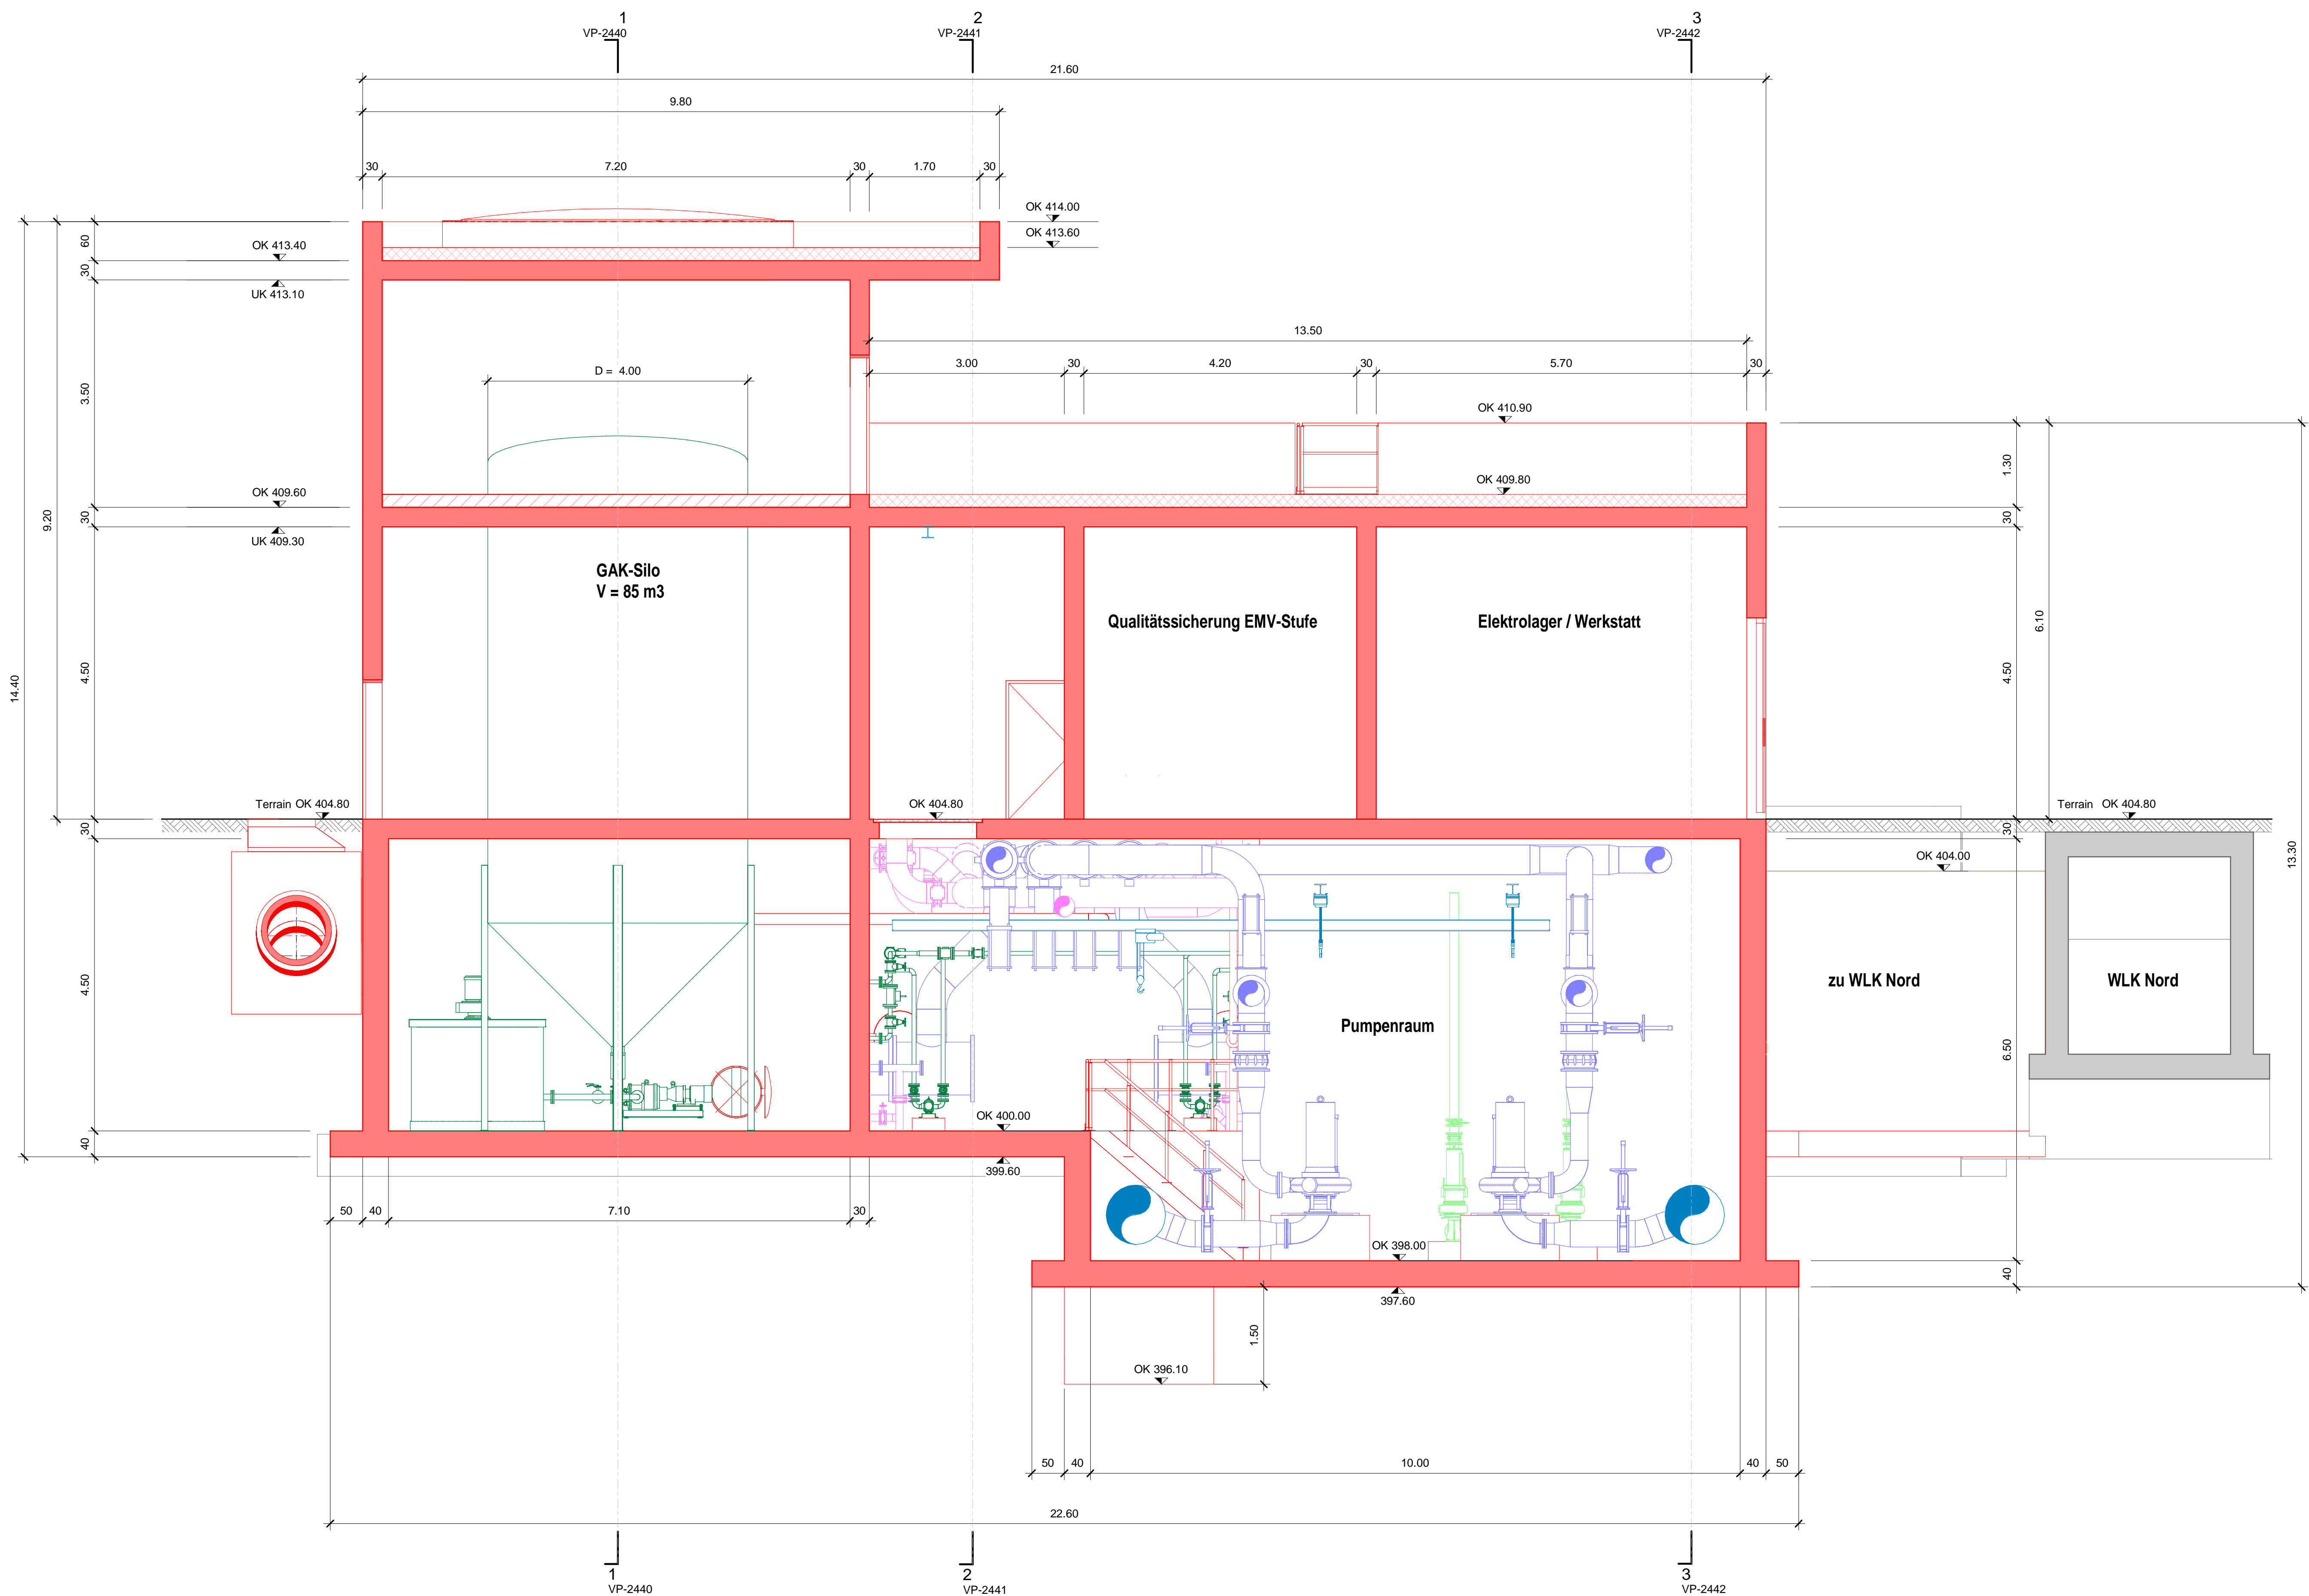 1
VP-2440
2
VP-2441
3
VP-2442
21.60
9.80
30
7.20
30
1.70
30
OK 414.00
OK 413.60
60
OK 413.40
30
UK 413.10
13.50
3.00
30
4.20
30
5.70
30
D = 4.00
3.50
OK 410.90
1.30
OK 409.60
OK 409.80
9.20
30
30
UK 409.30
GAK-Silo
V = 85 m3
Qualitätssicherung EMV-Stufe
Elektrolager / Werkstatt
6.10
14.40
4.50
4.50
Terrain OK 404.80
OK 404.80
Terrain OK 404.80
30
30
OK 404.00
13.30
4.50
zu WLK Nord
WLK Nord
Pumpenraum
6.50
OK 400.00
40
399.60
50
40
7.10
30
OK 398.00
40
397.60
1.50
OK 396.10
50
40
10.00
40
50
22.60
1
VP-2440
2
VP-2441
3
VP-2442